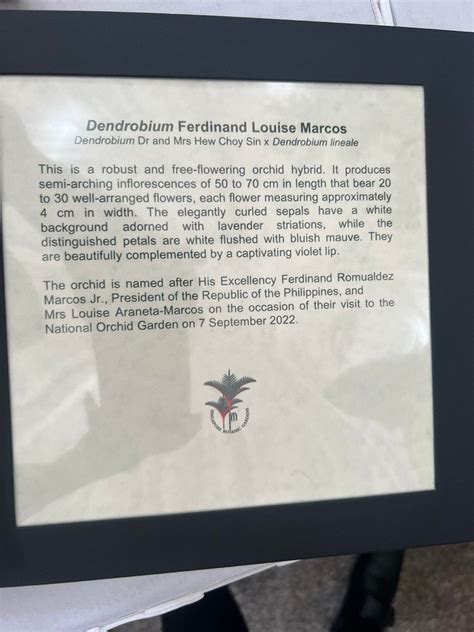 Dendrobium Ferdinand Louise Marcos
Dendrobium Dr and Mrs Hew Choy Sin x Dendrobium lineale
This is a robust and free-flowering orchid hybrid. It produces
semi-arching inflorescences of 50 to 70 cm in length that bear 20
to 30 well-arranged flowers, each flower measuring approximately
4 cm in width. The elegantly curled sepals have a white
background adorned with lavender striations, while the
distinguished petals are white flushed with bluish mauve. They
are beautifully complemented by a captivating violet lip.
The orchid is named after His Excellency Ferdinand Romualdez
Marcos Jr., President of the Republic of the Philippines, and
Mrs Louise Araneta-Marcos on the occasion of their visit to the
National Orchid Garden on 7 September 2022.
SINGAPORE BOTANIC GARDENS